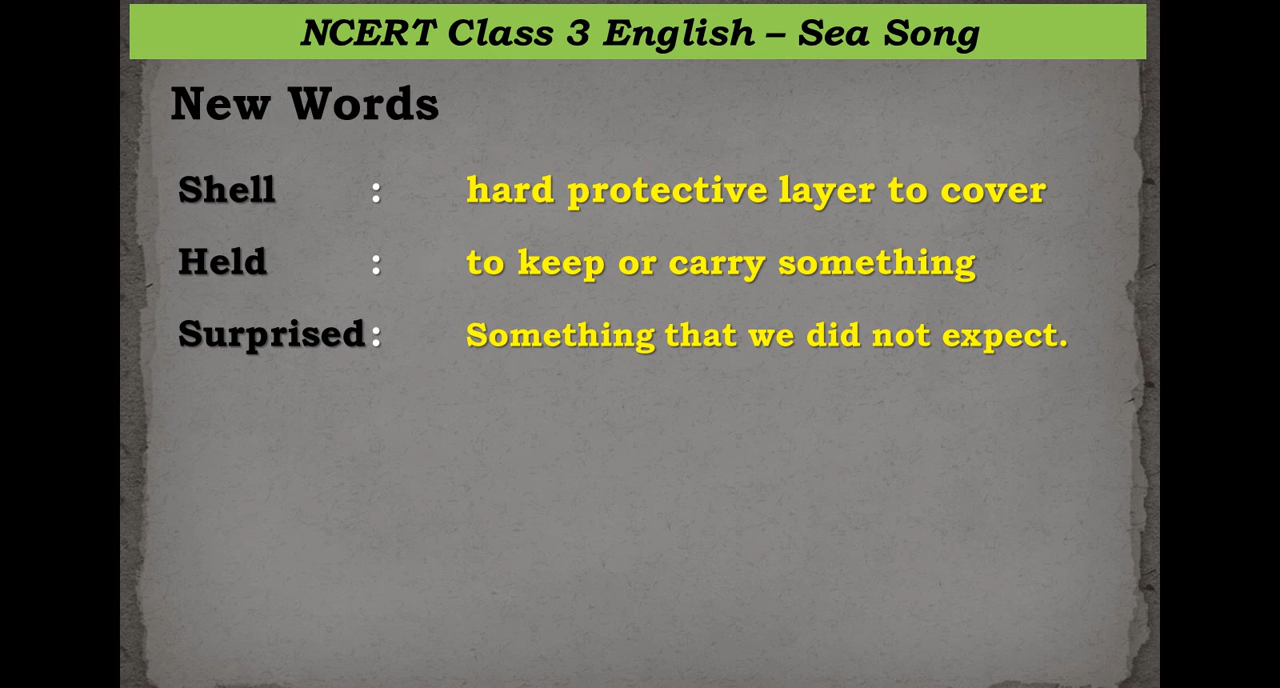 NCERT Class 3 English – Sea Song
New Words
Shell : hard protective layer to cover
Held : to keep or carry something
Surprised : Something that we did not expect.